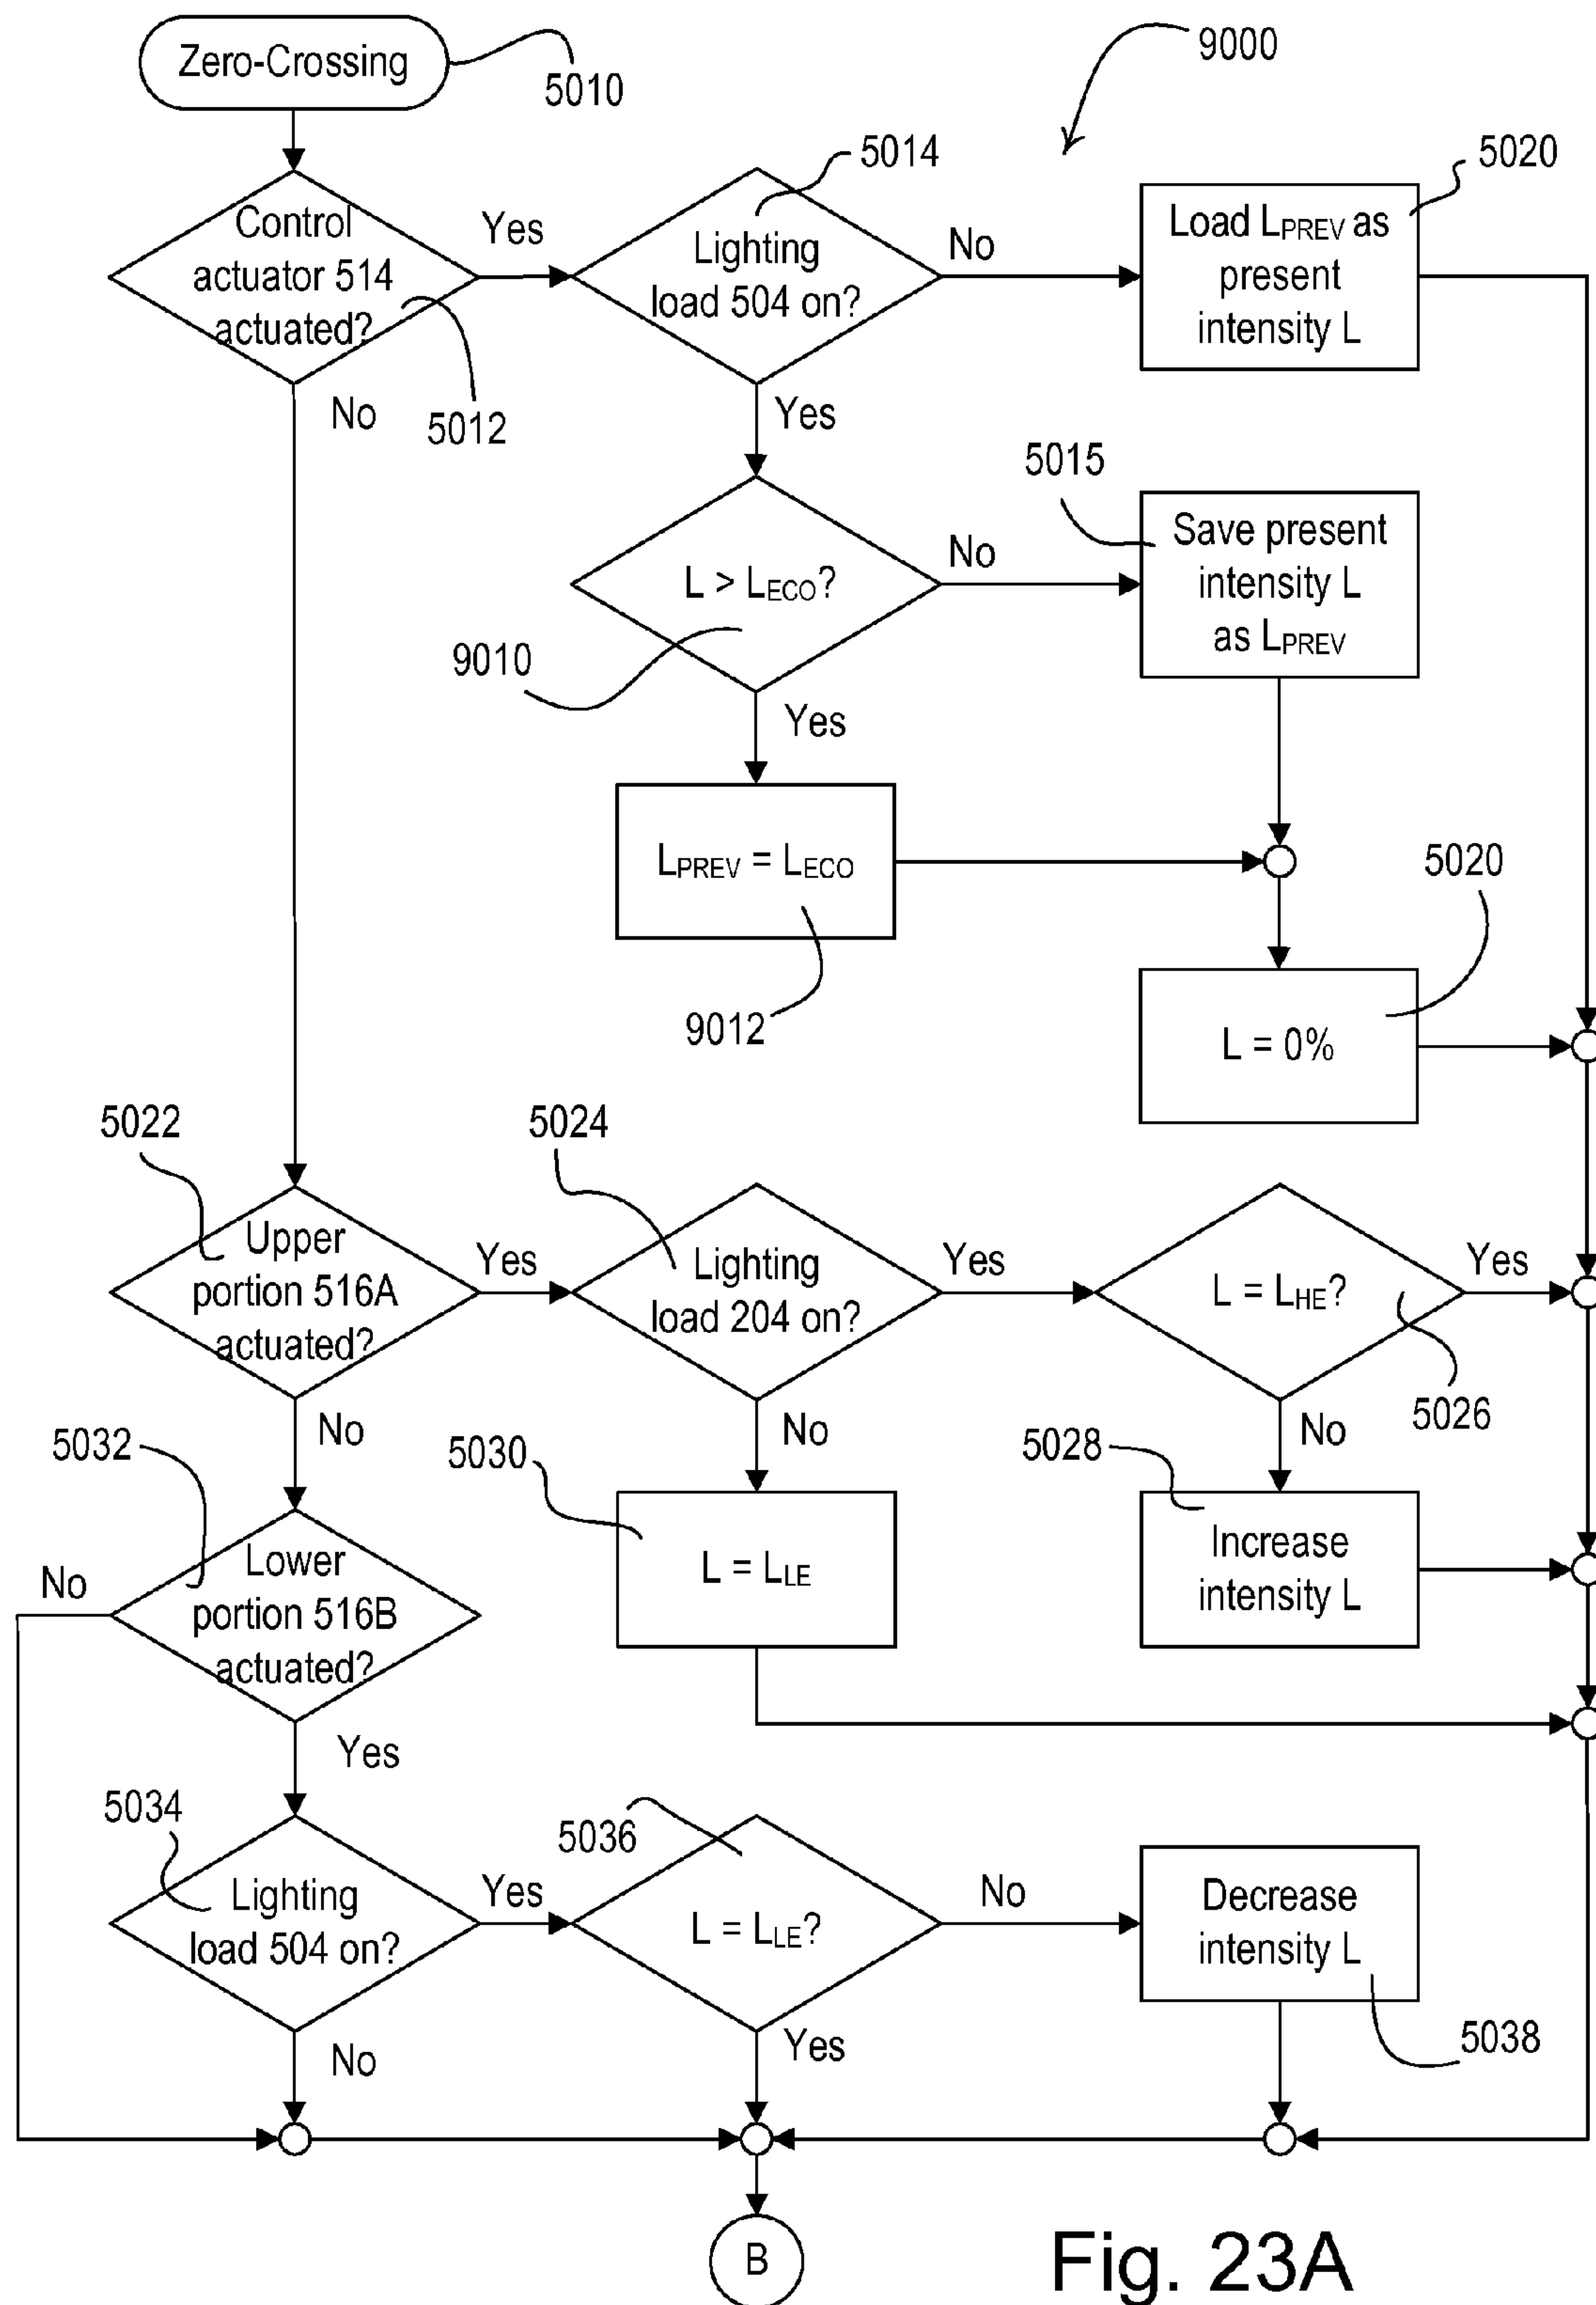 Zero-Crossing
5010
9000
Control
actuator 514
actuated?
5012
Yes
No
5014
Lighting
load 504 on?
No
Yes
5020
Load LPREV as
present
intensity L
L > LECO?
9010
No
Yes
5015
Save present
intensity L
as LPREV
LPREV = LECO
9012
5020
L = 0%
5022
Upper
portion 516A
actuated?
Yes
No
5024
Lighting
load 204 on?
Yes
No
L = LHE?
5026
Yes
No
5028
Increase
intensity L
5030
L = LLE
5032
Lower
portion 516B
actuated?
No
Yes
5034
Lighting
load 504 on?
Yes
No
5036
L = LLE?
No
Yes
Decrease
intensity L
5038
B
Fig. 23A